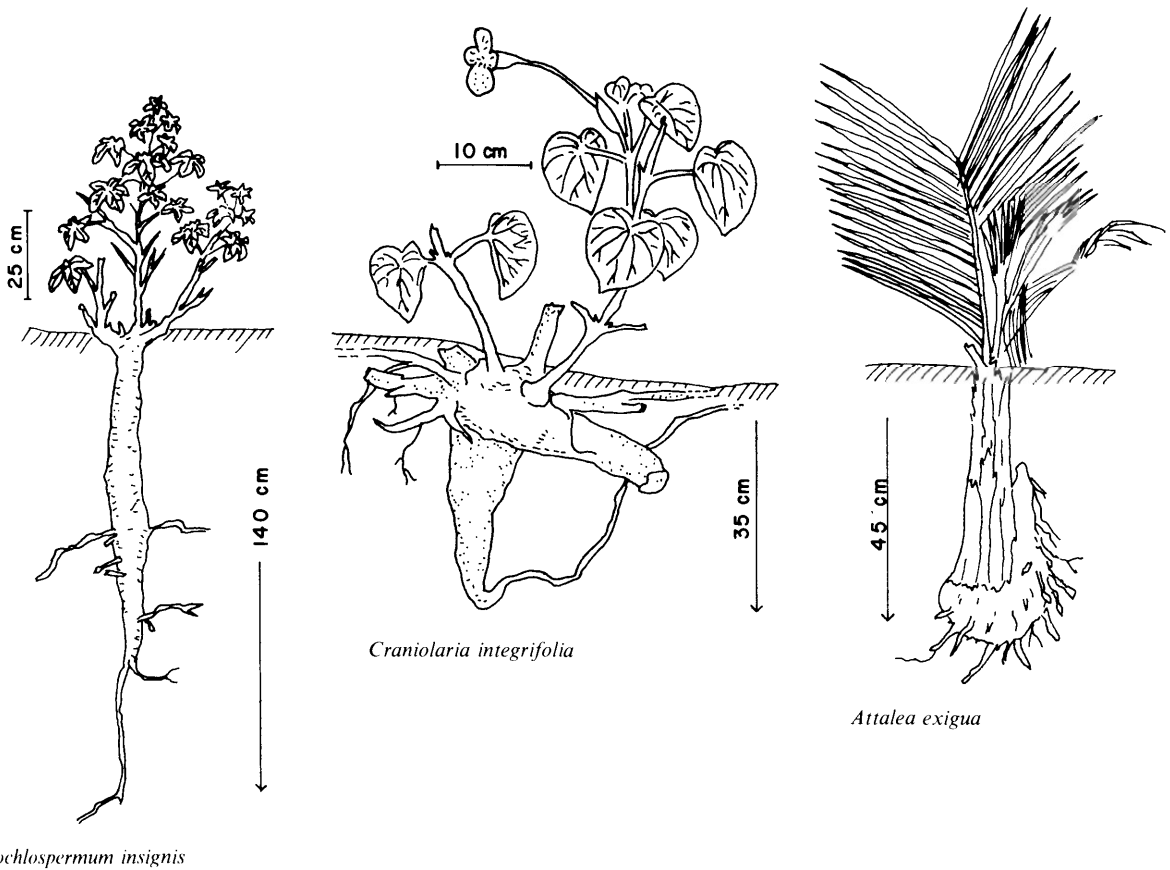 25 cm
140 cm
ochlospermum insignis
10 cm
35 cm
Craniolaria integrifolia
45 cm
Attalea exigua